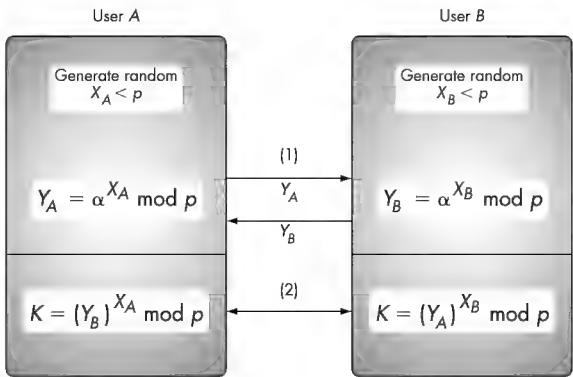 User A
User B
Generate random
X_A < p
Generate random
X_B < p
(1)
Y_A = α^X_A mod p
Y_A
Y_B = α^X_B mod p
Y_B
(2)
K = (Y_B)^X_A mod p
K = (Y_A)^X_B mod p